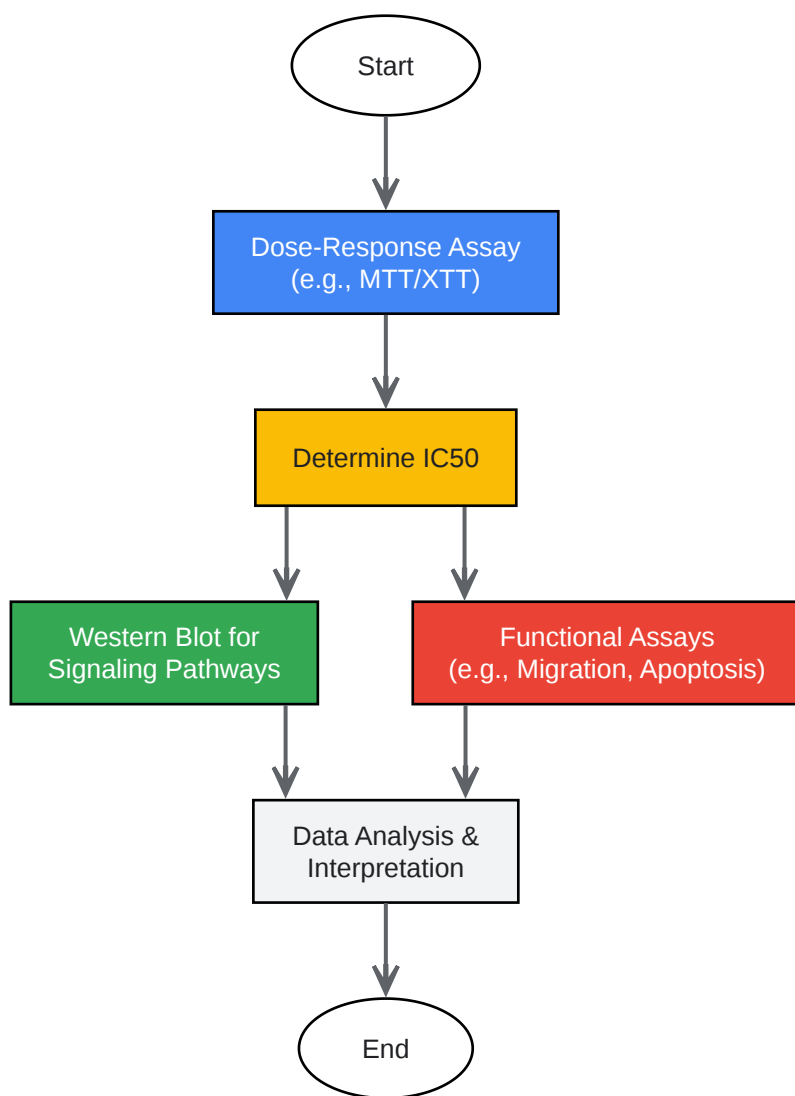 Start
Dose-Response Assay
(e.g., MTT/XTT)
Determine IC50
Western Blot for
Signaling Pathways
Functional Assays
(e.g., Migration, Apoptosis)
Data Analysis &
Interpretation
End